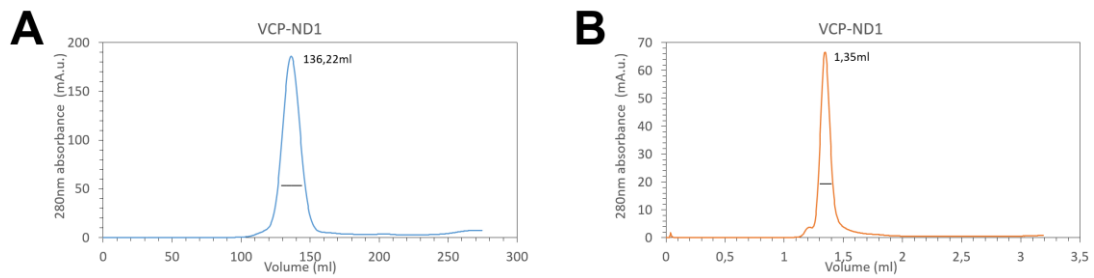 A
VCP-ND1
280nm absorbance (mA.u.)
200
150
100
50
0
136,22ml
0 50 100 150 200 250 300
Volume (ml)
B
VCP-ND1
280nm absorbance (mA.u.)
70
60
50
40
30
20
10
0
1,35ml
0 0,5 1 1,5 2 2,5 3 3,5
Volume (ml)